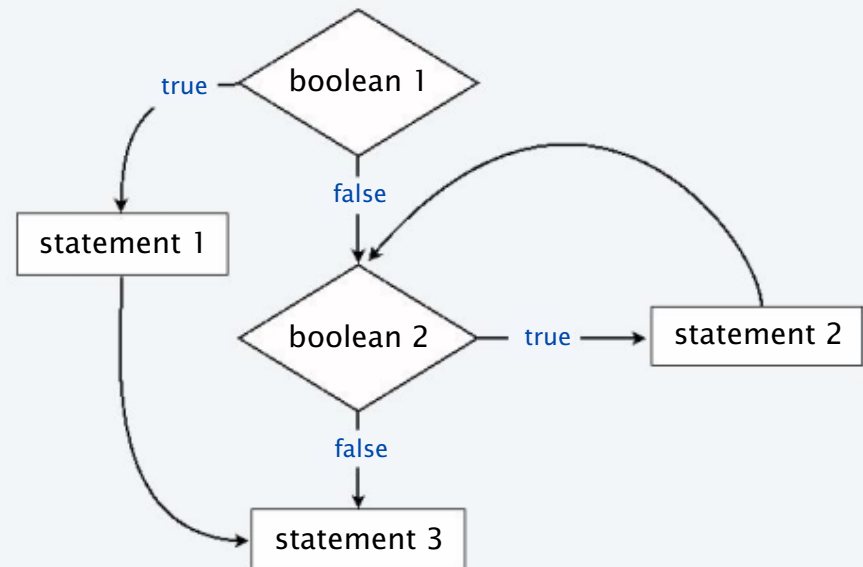 boolean 1
true
false
statement 1
boolean 2
true
statement 2
false
statement 3